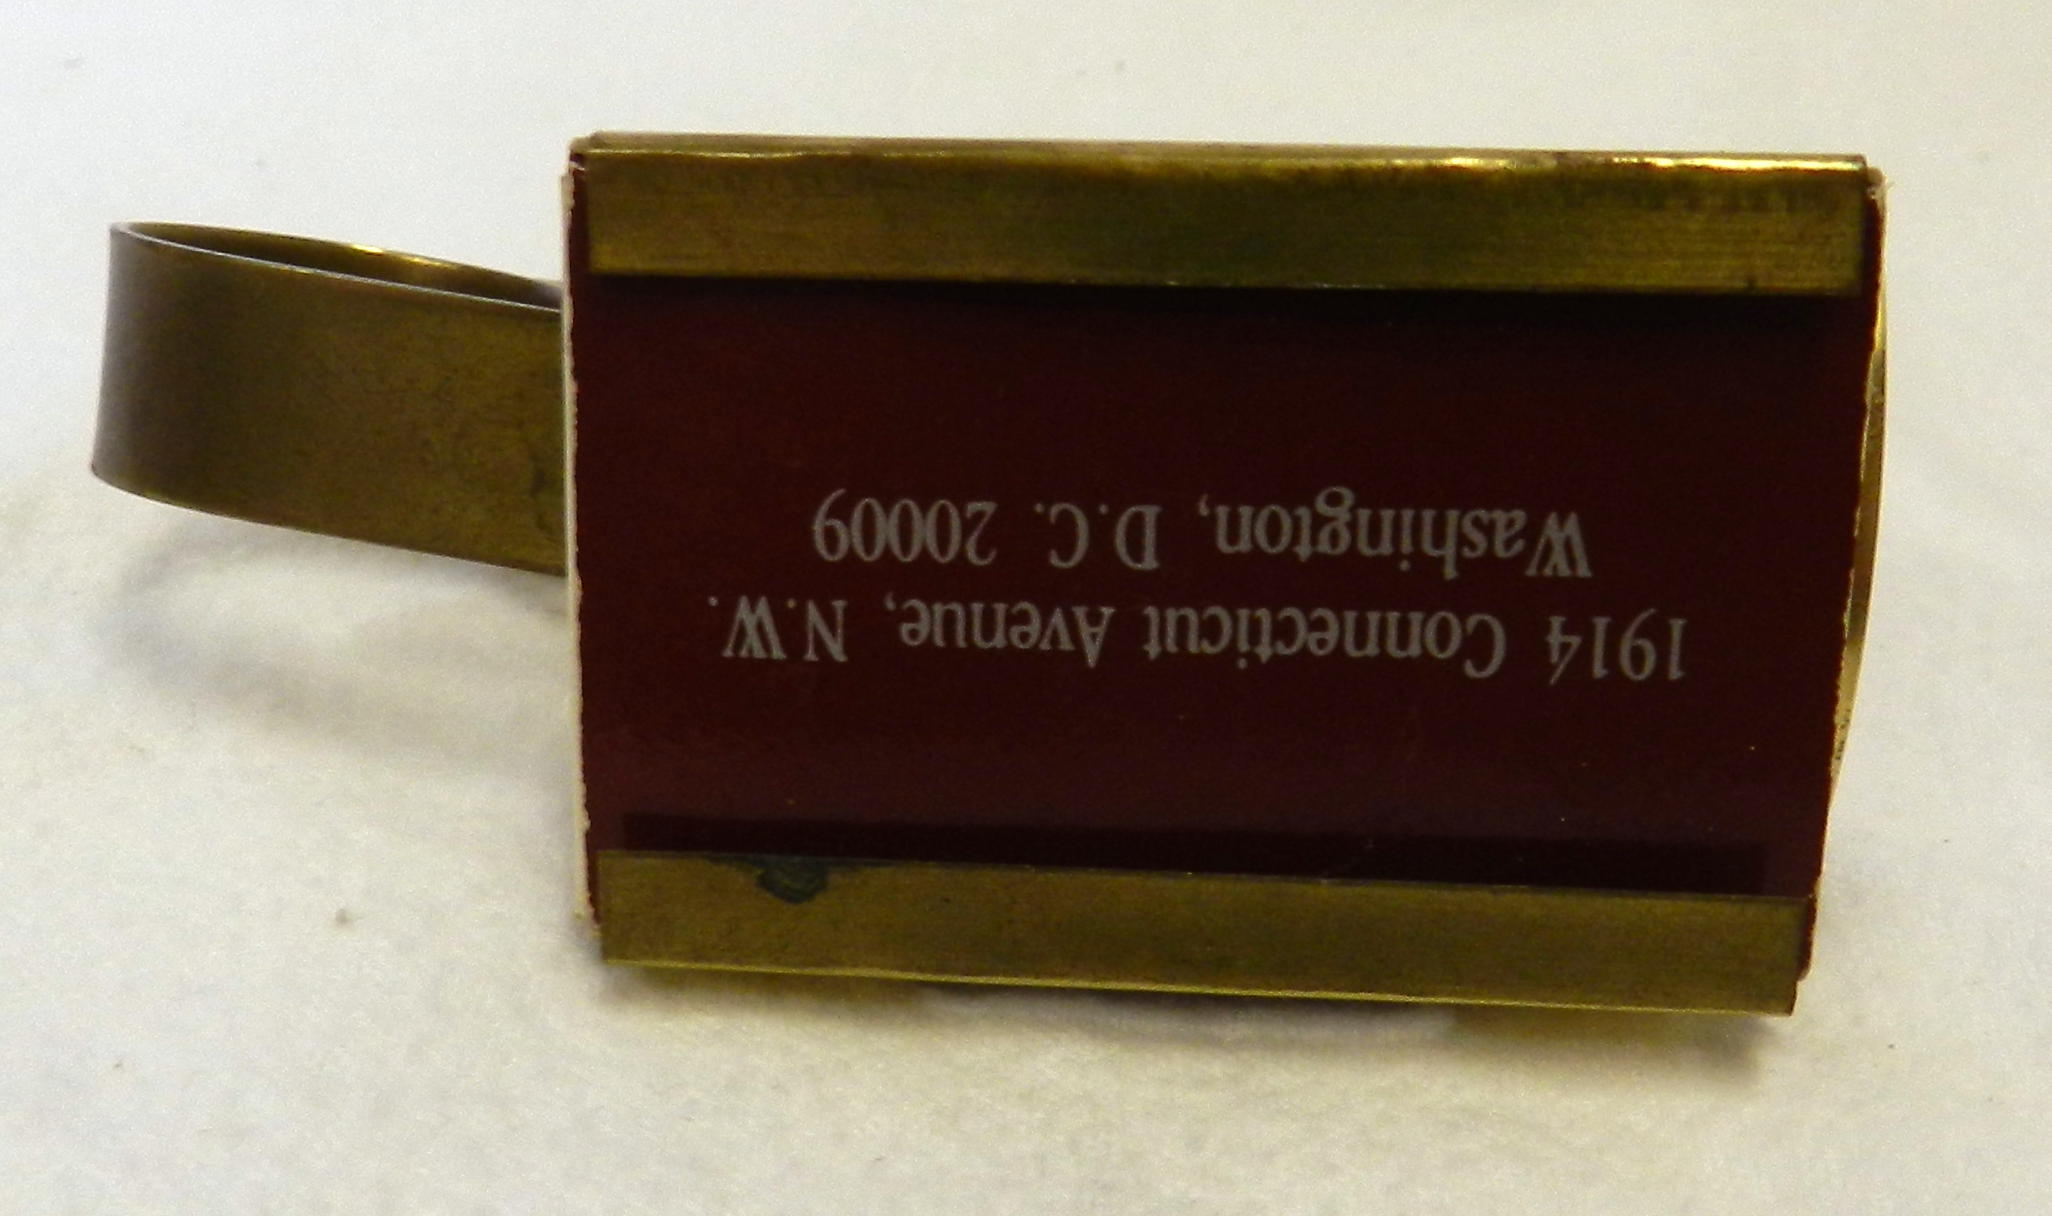 1914 Connecticut Avenue, N.W.
Washington, D.C. 20009